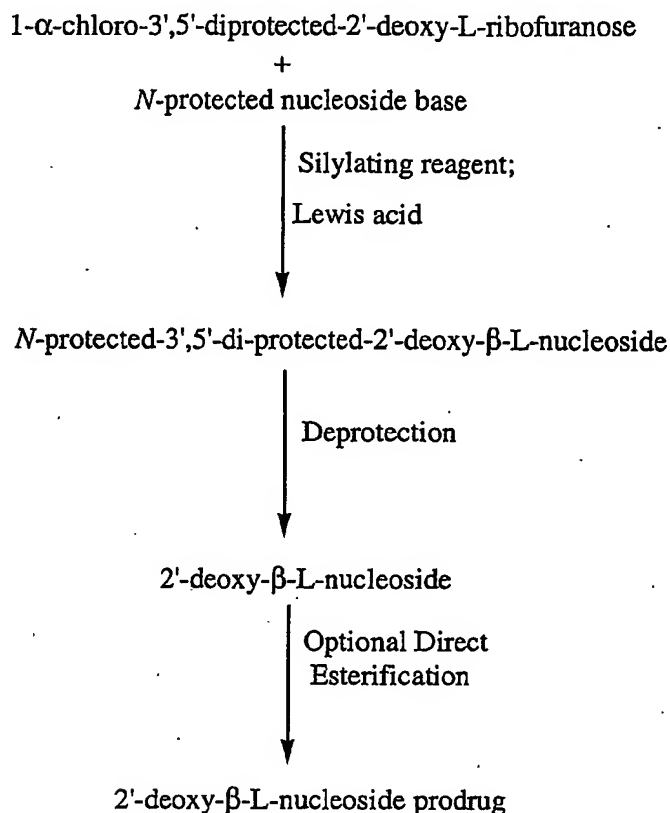 1-α-chloro-3',5'-diprotected-2'-deoxy-L-ribofuranose
+
N-protected nucleoside base
Silylating reagent;
Lewis acid
N-protected-3',5'-di-protected-2'-deoxy-β-L-nucleoside
Deprotection
2'-deoxy-β-L-nucleoside
Optional Direct
Esterification
2'-deoxy-β-L-nucleoside prodrug